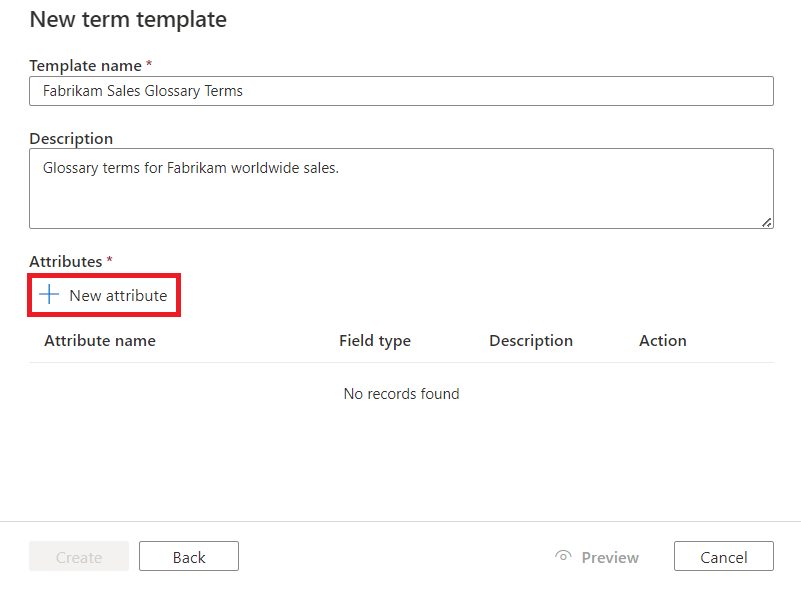 New term template
Template name *
Fabrikam Sales Glossary Terms
Description
Glossary terms for Fabrikam worldwide sales.
Attributes *
New attribute
Attribute name Field type Description Action
No records found
Create Back Preview Cancel